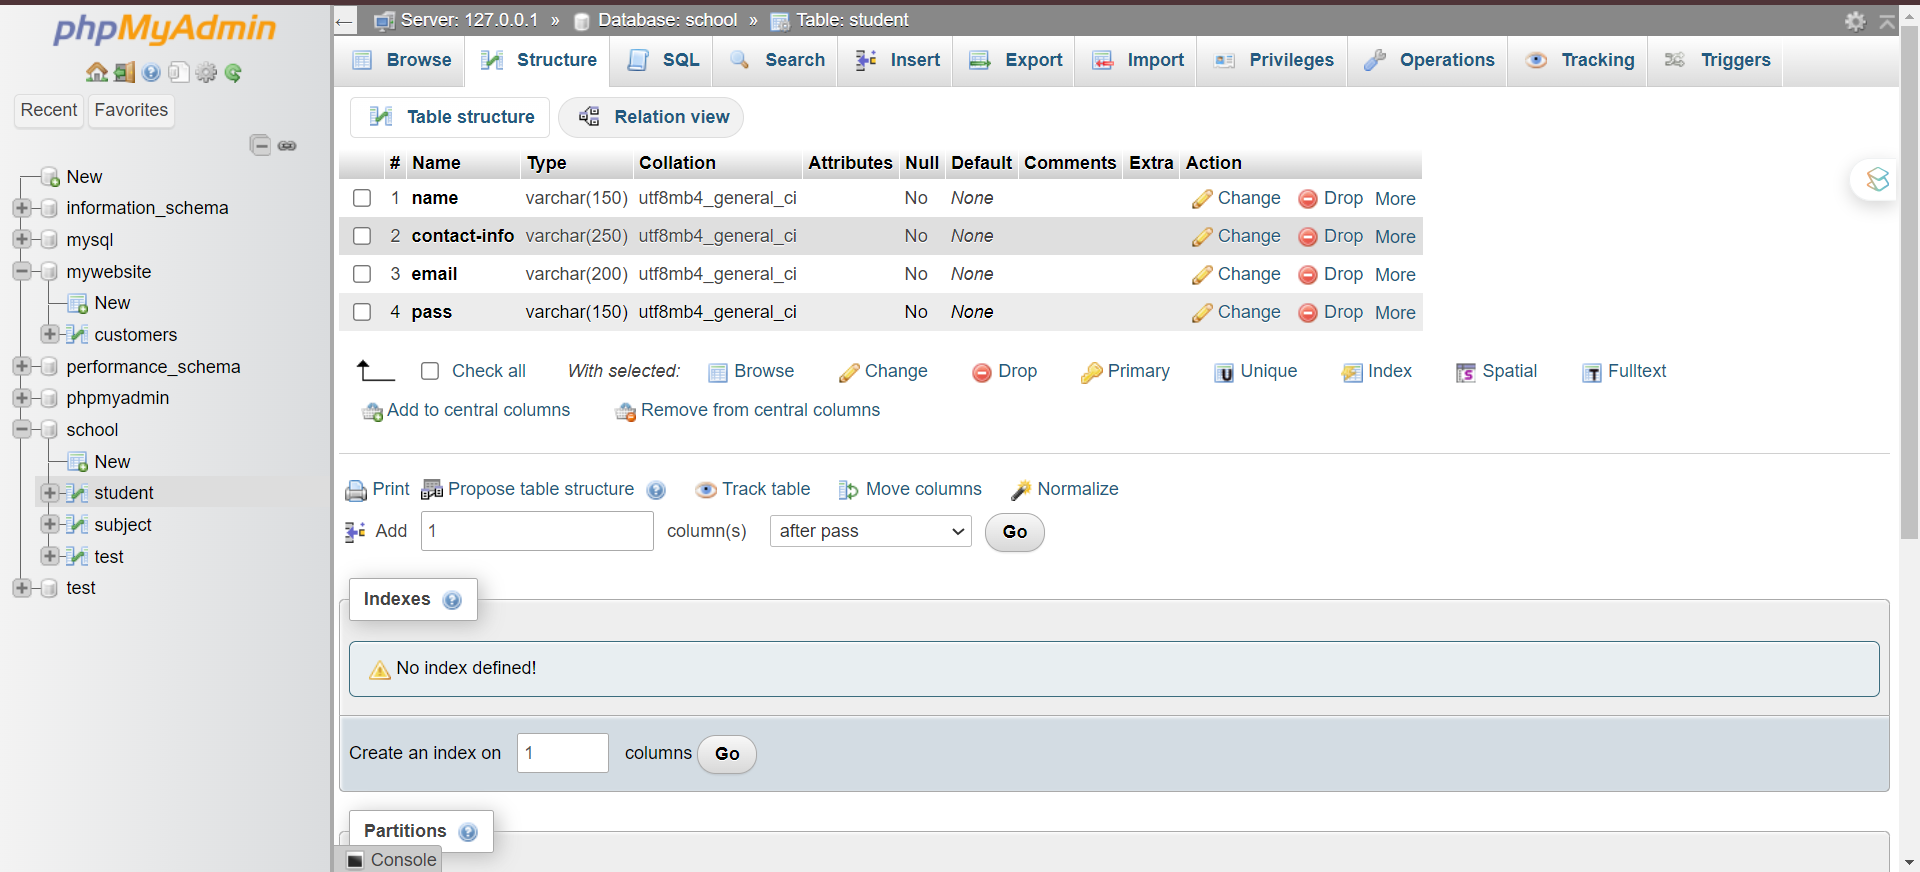 phpMyAdmin
Recent Favorites
New
information_schema
mysql
mywebsite
New
customers
performance_schema
phpmyadmin
school
New
student
subject
test
test
Server: 127.0.0.1 » Database: school » Table: student
Browse Structure SQL Search Insert Export Import Privileges Operations Tracking Triggers
Table structure Relation view
# Name Type Collation Attributes Null Default Comments Extra Action
1 name varchar(150) utf8mb4_general_ci No None Change Drop More
2 contact-info varchar(250) utf8mb4_general_ci No None Change Drop More
3 email varchar(200) utf8mb4_general_ci No None Change Drop More
4 pass varchar(150) utf8mb4_general_ci No None Change Drop More
Check all With selected: Browse Change Drop Primary Unique Index Spatial Fulltext
Add to central columns Remove from central columns
Print Propose table structure Track table Move columns Normalize
Add 1 column(s) after pass Go
Indexes
No index defined!
Create an index on 1 columns Go
Partitions
Console